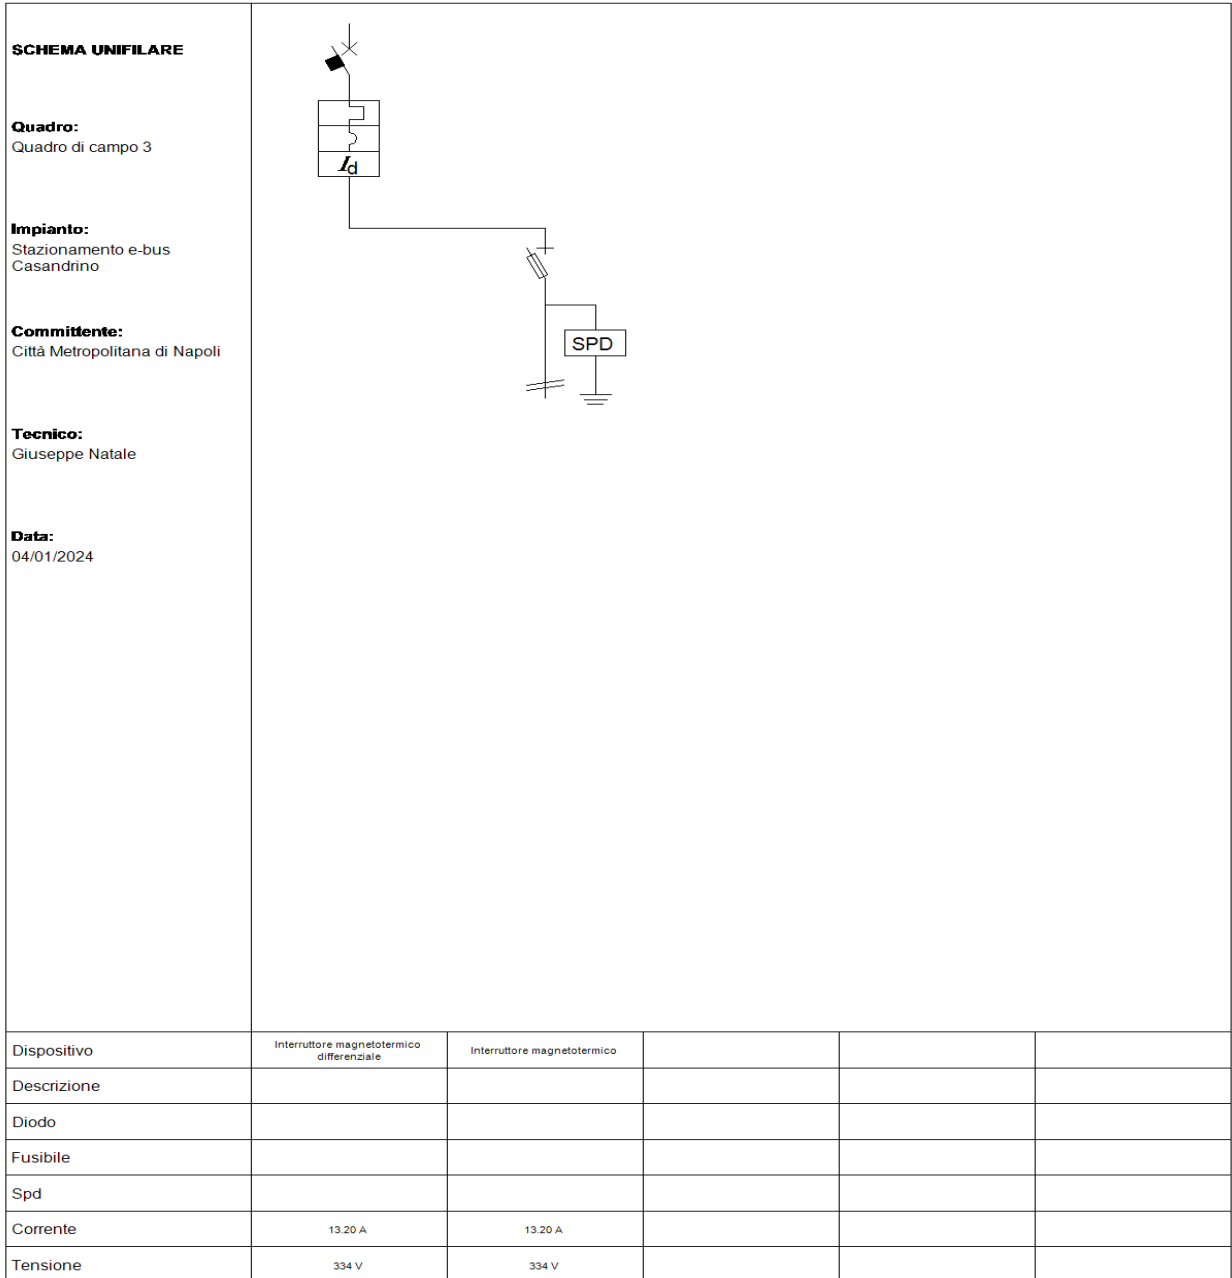 SCHEMA UNIFILARE
Quadro:
Quadro di campo 3
Impianto:
Stazionamento e-bus
Casandrino
Committente:
Città Metropolitana di Napoli
Tecnico:
Giuseppe Natale
Data:
04/01/2024
Id
SPD
Dispositivo
Interruttore magnetotermico
differenziale
Interruttore magnetotermico
Descrizione
Diodo
Fusibile
Spd
Corrente 13.20 A 13.20 A
Tensione 334 V 334 V